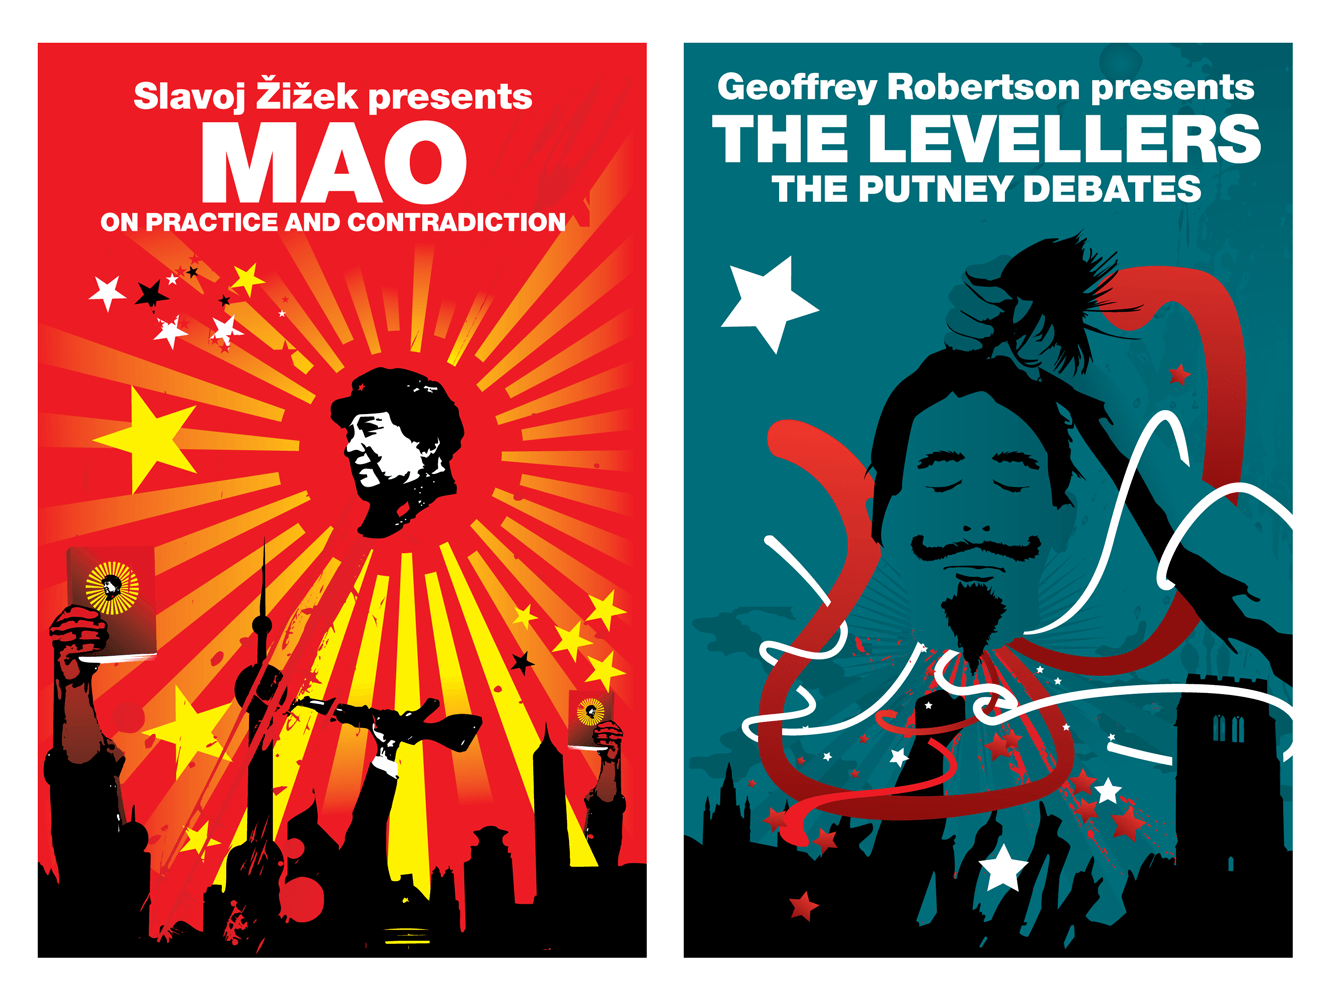 Slavoj Žižek presents
MAO
ON PRACTICE AND CONTRADICTION
Geoffrey Robertson presents
THE LEVELLERS
THE PUTNEY DEBATES